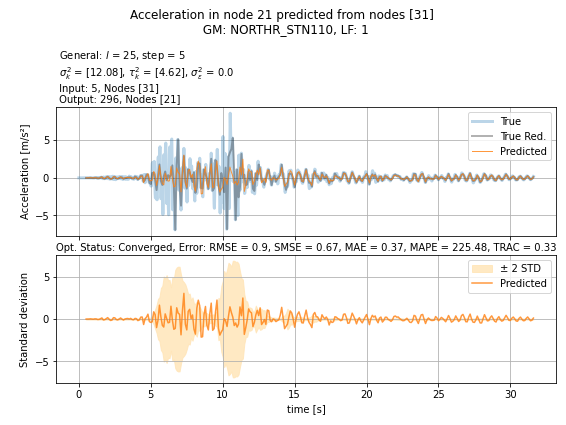 Acceleration in node 21 predicted from nodes [31]
GM: NORTHR_STN110, LF: 1
General: l = 25, step = 5
σ²ₖ = [12.08], τ²ₖ = [4.62], σ²ε = 0.0
Input: 5, Nodes [31]
Output: 296, Nodes [21]
Acceleration [m/s²]
5
0
−5
True
True Red.
Predicted
Opt. Status: Converged, Error: RMSE = 0.9, SMSE = 0.67, MAE = 0.37, MAPE = 225.48, TRAC = 0.33
Standard deviation
5
0
−5
± 2 STD
Predicted
0 5 10 15 20 25 30
time [s]